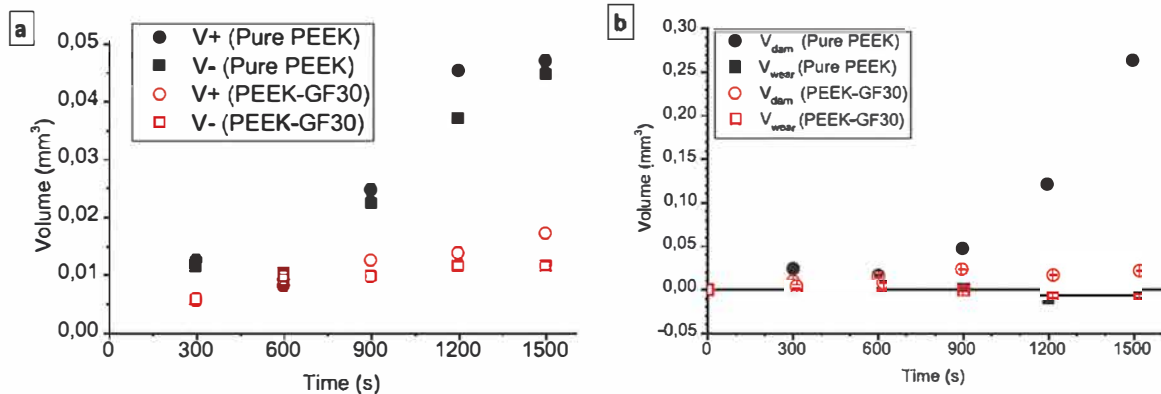 a
V+ (Pure PEEK)
V- (Pure PEEK)
V+ (PEEK-GF30)
V- (PEEK-GF30)
0,05
0,04
0,03
0,02
0,01
0,00
Volume (mm³)
0 300 600 900 1200 1500
Time (s)
b
Vdam (Pure PEEK)
Vwear (Pure PEEK)
Vdam (PEEK-GF30)
Vwear (PEEK-GF30)
0,30
0,25
0,20
0,15
0,10
0,05
0,00
-0,05
Volume (mm³)
0 300 600 900 1200 1500
Time (s)